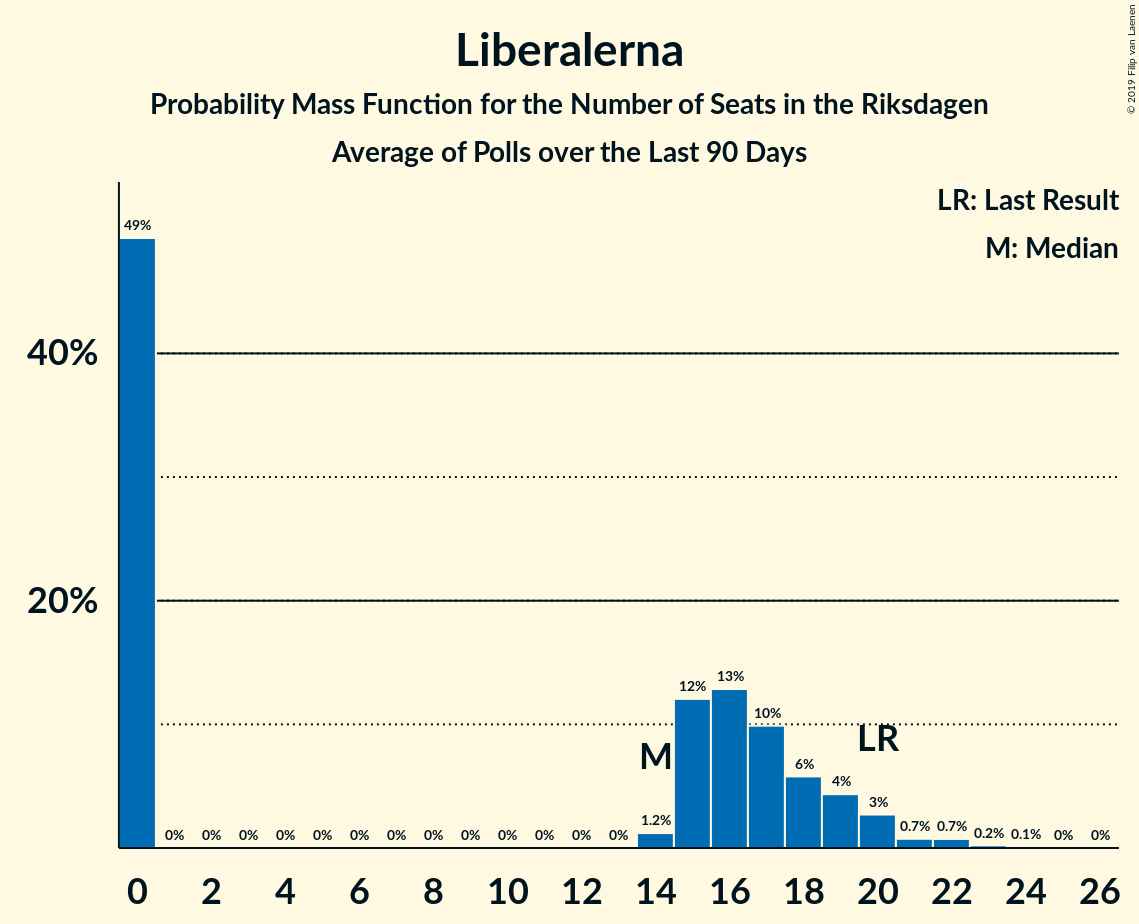 © 2019 Filip van Laenen
Liberalerna
Probability Mass Function for the Number of Seats in the Riksdagen
Average of Polls over the Last 90 Days
LR: Last Result
M: Median
49%
40%
20%
0% 0% 0% 0% 0% 0% 0% 0% 0% 0% 0% 0% 0% 1.2% 12% 13% 10% 6% 4% 3% 0.7% 0.7% 0.2% 0.1% 0% 0%
M
LR
0 2 4 6 8 10 12 14 16 18 20 22 24 26